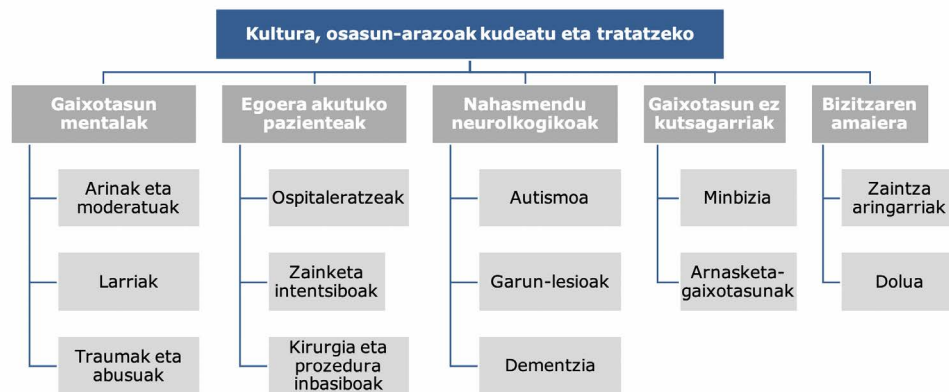 Kultura, osasun-arazoak kudeatu eta tratatzeko
Gaixotasun
mentalak
Arinak eta
moderatuak
Larriak
Traumak eta
abusuak
Egoera akutuko
pazienteak
Ospitaleratzeak
Zainketa
intentsiboak
Kirurgia eta
prozedura
inbasiboak
Nahasmendu
neurolkogikoak
Autismoa
Garun-lesioak
Dementzia
Gaixotasun ez
kutsagarriak
Minbizia
Arnasketa-
gaixotasunak
Bizitzaren
amaiera
Zaintza
aringarriak
Dolua